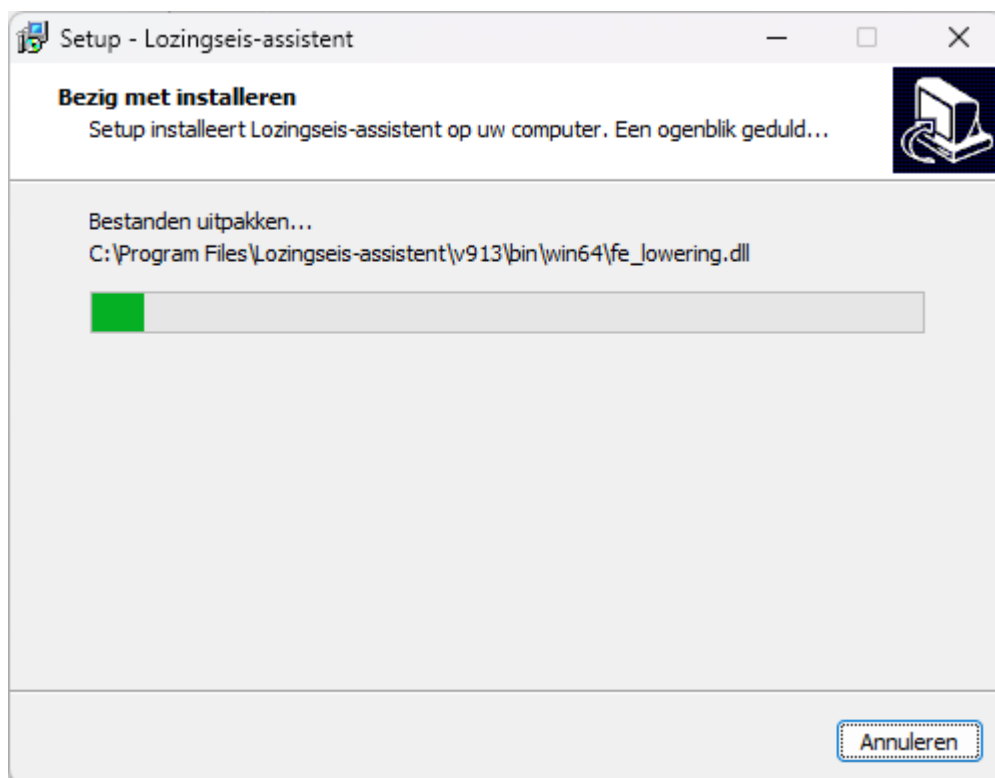 Setup - Lozingseis-assistent
Bezig met installeren
Setup installeert Lozingseis-assistent op uw computer. Een ogenblik geduld...
Bestanden uitpakken...
C:\Program Files\Lozingseis-assistent\v913\bin\win64\fe_lowering.dll
Annuleren